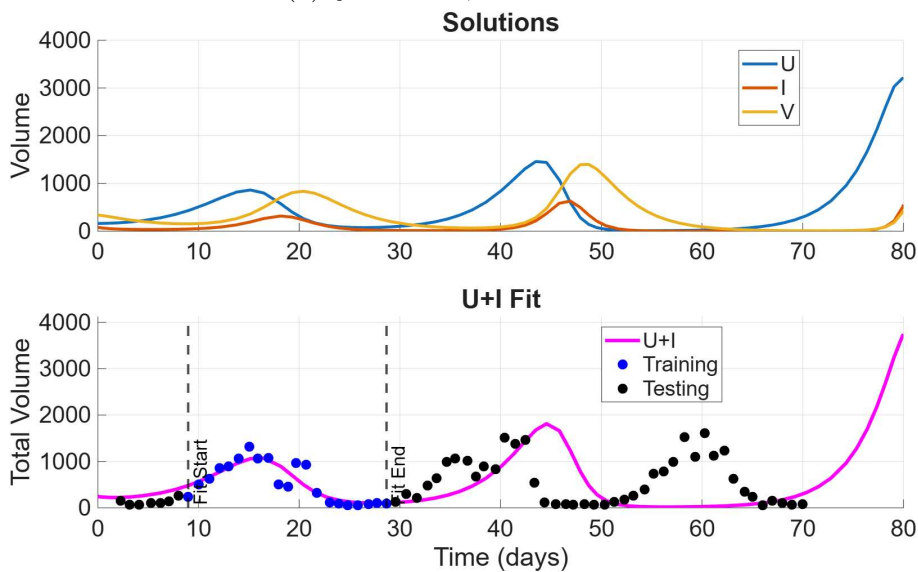 Solutions
4000
3000
2000
1000
0
Volume
U
I
V
0 10 20 30 40 50 60 70 80
U+I Fit
4000
3000
2000
1000
0
Total Volume
Fit Start
Fit End
U+I
Training
Testing
0 10 20 30 40 50 60 70 80
Time (days)